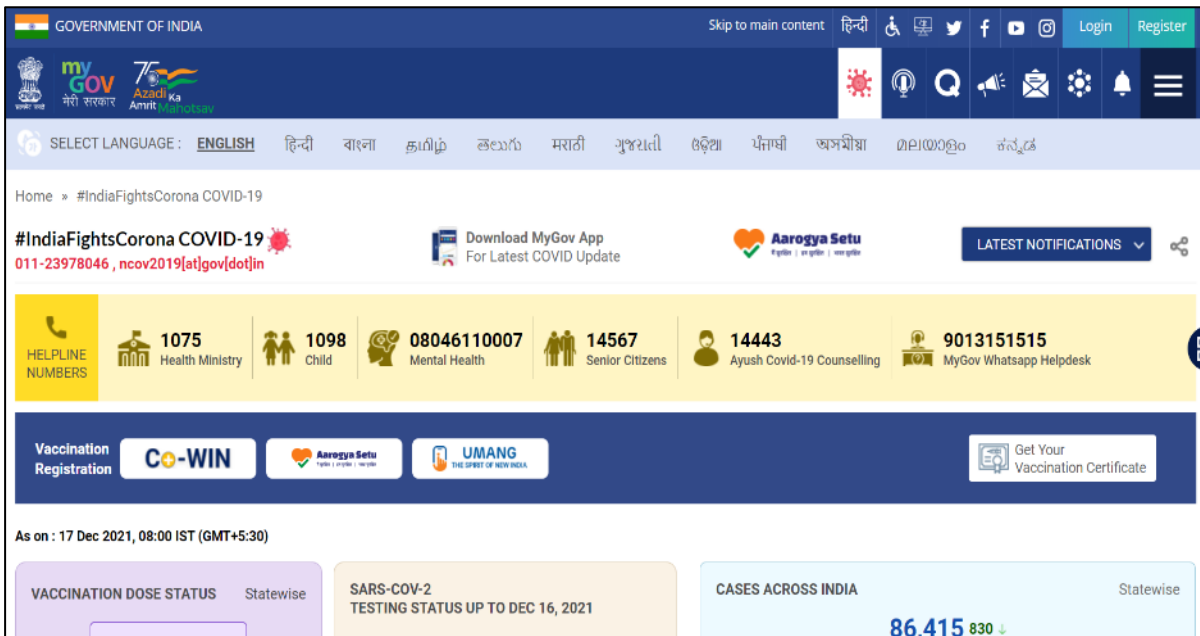 GOVERNMENT OF INDIA
Skip to main content
हिन्दी
Login
Register
my
GOV
मेरी सरकार
75
Azadi Ka
Amrit Mahotsav
SELECT LANGUAGE : ENGLISH हिन्दी বাংলা தமிழ் తెలుగు मराठी ગુજરાતી ଓଡ଼ିଆ ਪੰਜਾਬੀ অসমীয়া മലയാളം ಕನ್ನಡ
Home » #IndiaFightsCorona COVID-19
#IndiaFightsCorona COVID-19
011-23978046 , ncov2019[at]gov[dot]in
Download MyGov App
For Latest COVID Update
Aarogya Setu
LATEST NOTIFICATIONS
HELPLINE
NUMBERS
1075
Health Ministry
1098
Child
08046110007
Mental Health
14567
Senior Citizens
14443
Ayush Covid-19 Counselling
9013151515
MyGov Whatsapp Helpdesk
Vaccination
Registration
Co-WIN
Aarogya Setu
UMANG
THE SPIRIT OF NEW INDIA
Get Your
Vaccination Certificate
As on : 17 Dec 2021, 08:00 IST (GMT+5:30)
VACCINATION DOSE STATUS
Statewise
SARS-COV-2
TESTING STATUS UP TO DEC 16, 2021
CASES ACROSS INDIA
Statewise
86,415 830 ↓